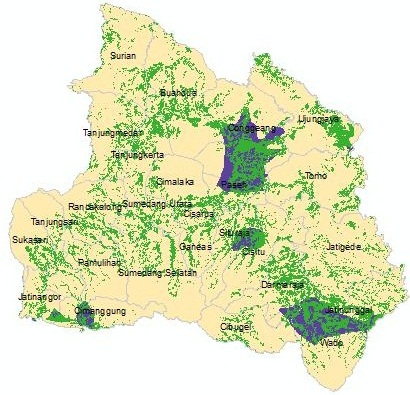 Surian
Buahdua
Ujungjaya
Conggeang
Tanjungmedar
Tanjungkerta
Tomo
Cimalaka
Paseh
Rancakalong
Sumedang Utara
Cisarua
Tanjungsari
Situraja
Sukasari
Ganeas
Cisitu
Jatigede
Pamulihan
Sumedang Selatan
Darmaraja
Jatinangor
Cimanggung
Jatinunggal
Cibugel
Wado